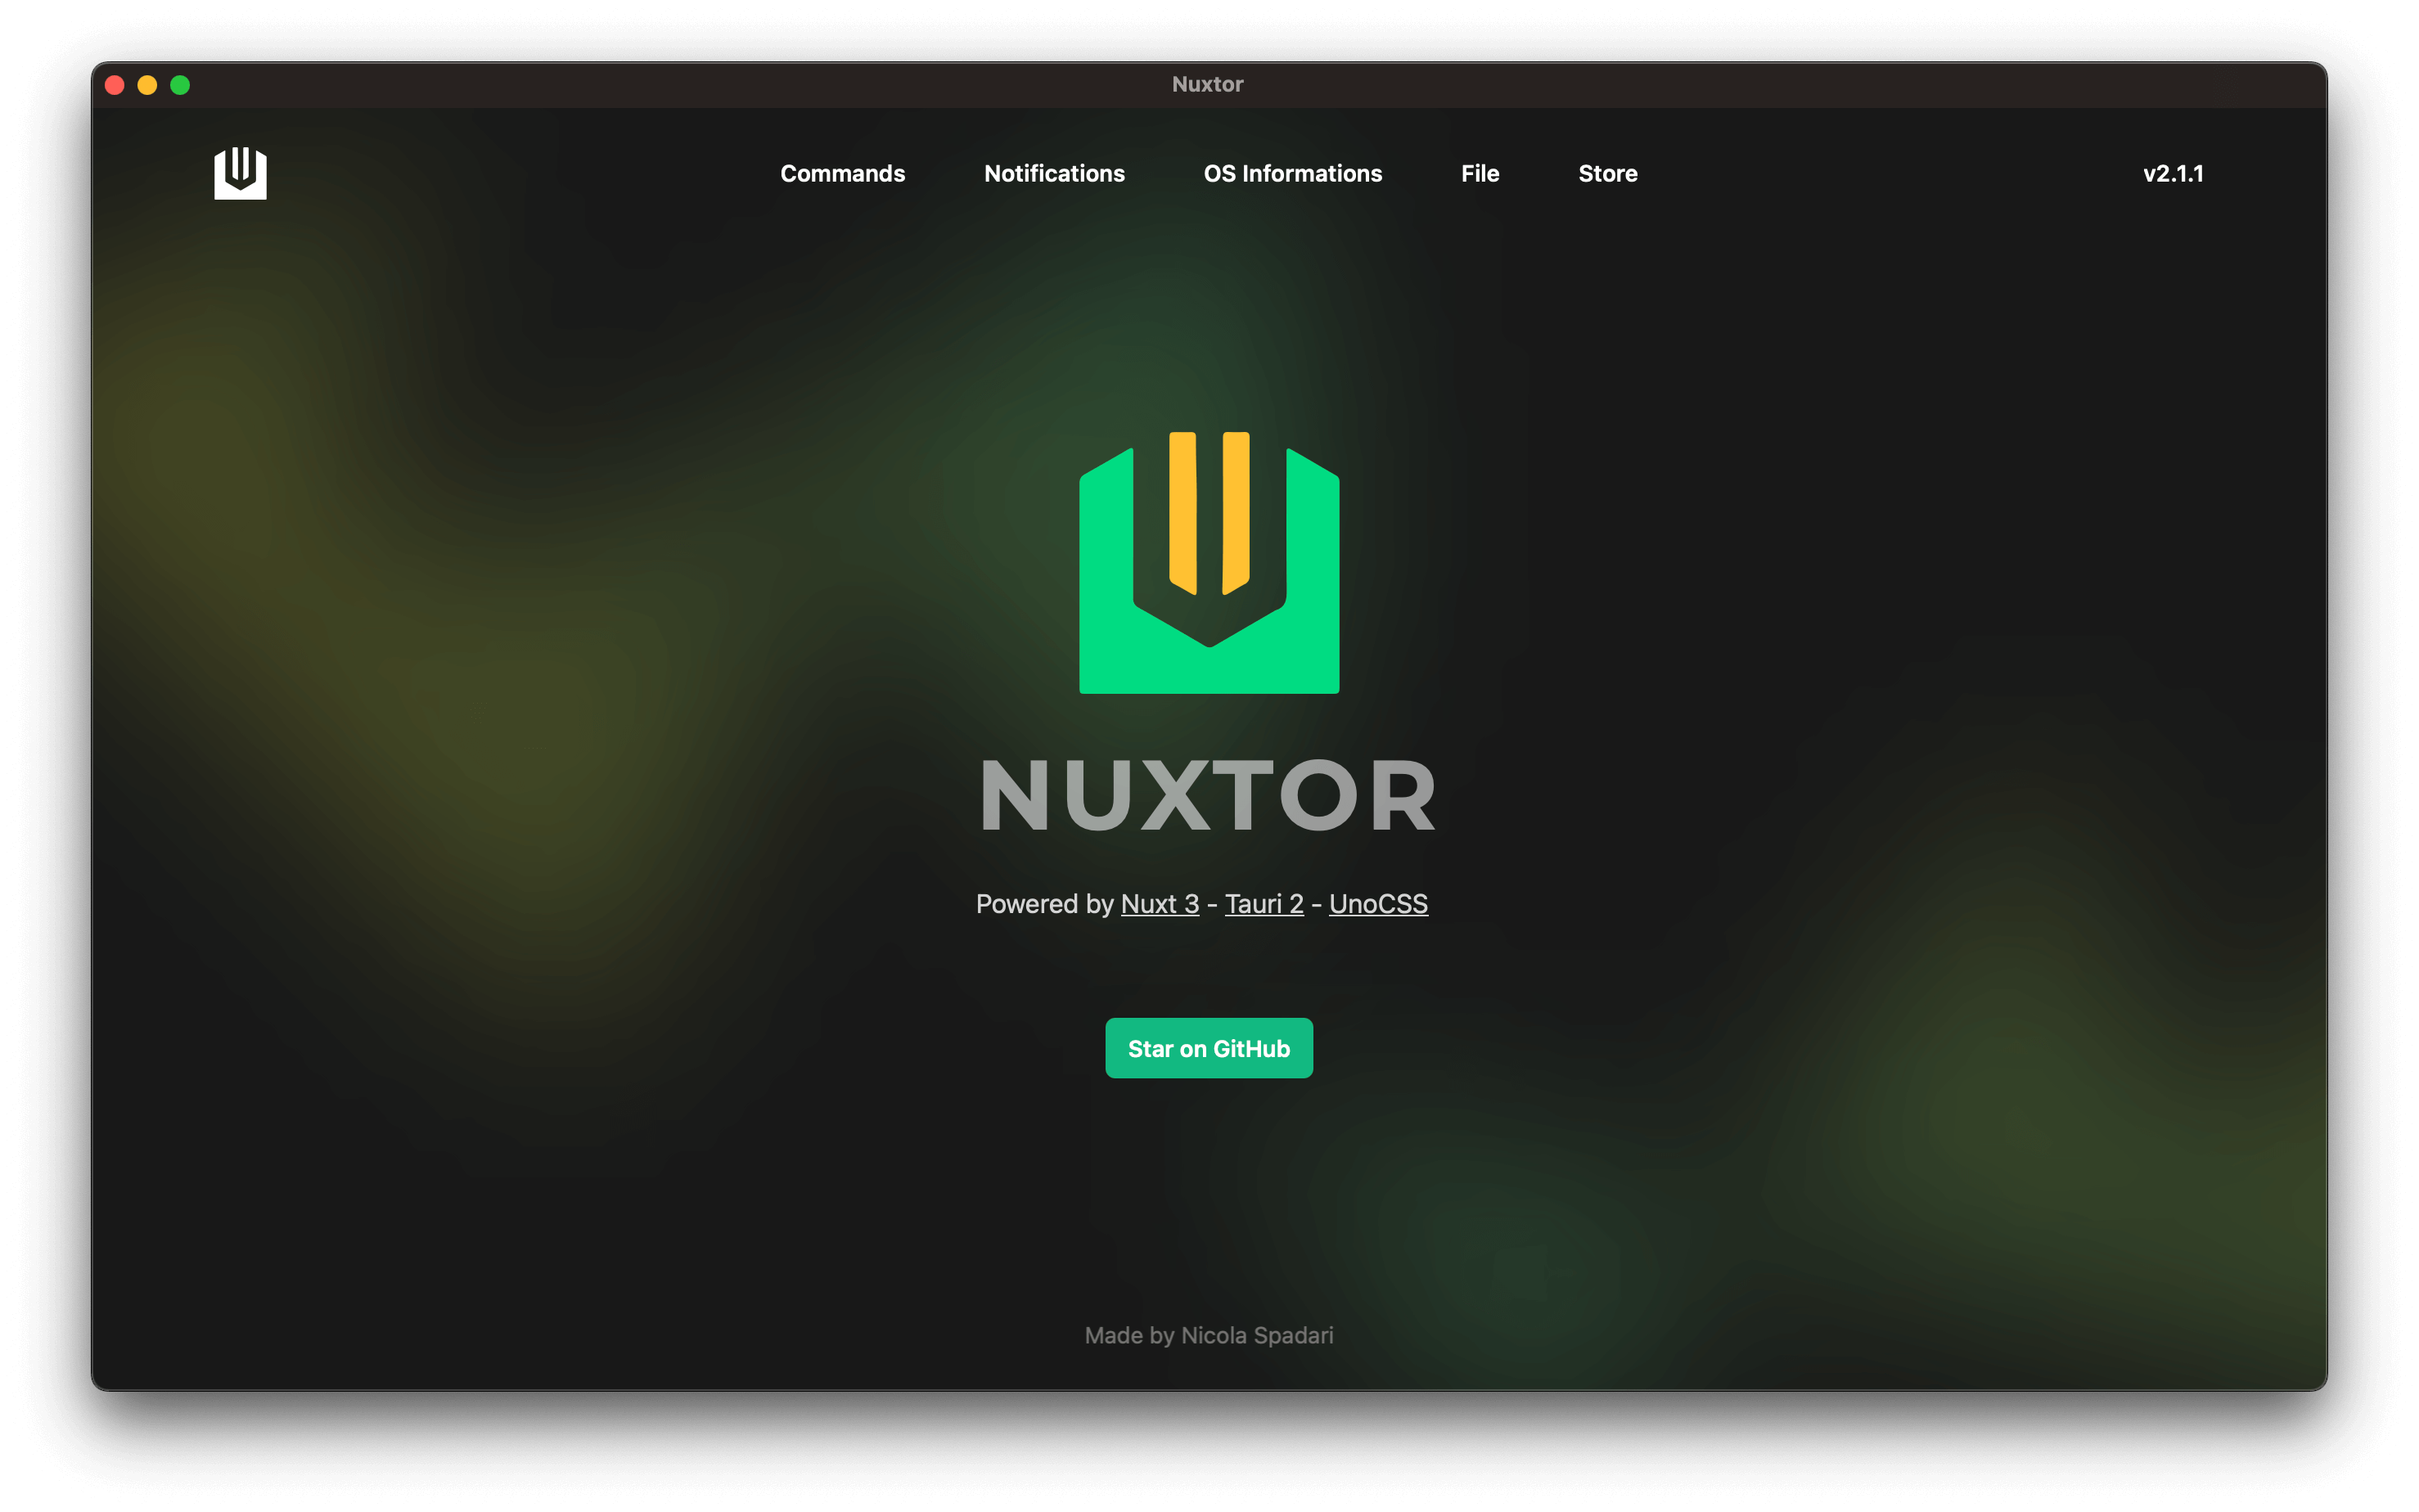 Nuxtor
Commands Notifications OS Informations File Store v2.1.1
NUXTOR
Powered by Nuxt 3 - Tauri 2 - UnoCSS
Star on GitHub
Made by Nicola Spadari